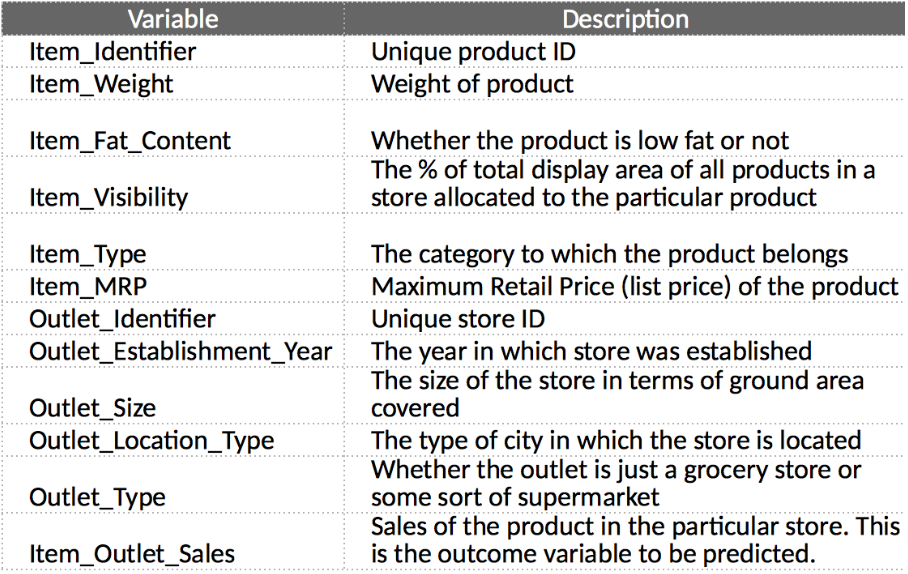 Variable Description
Item_Identifier Unique product ID
Item_Weight Weight of product
Item_Fat_Content Whether the product is low fat or not
The % of total display area of all products in a
Item_Visibility store allocated to the particular product
Item_Type The category to which the product belongs
Item_MRP Maximum Retail Price (list price) of the product
Outlet_Identifier Unique store ID
Outlet_Establishment_Year The year in which store was established
The size of the store in terms of ground area
Outlet_Size covered
Outlet_Location_Type The type of city in which the store is located
Whether the outlet is just a grocery store or
Outlet_Type some sort of supermarket
Sales of the product in the particular store. This
Item_Outlet_Sales is the outcome variable to be predicted.